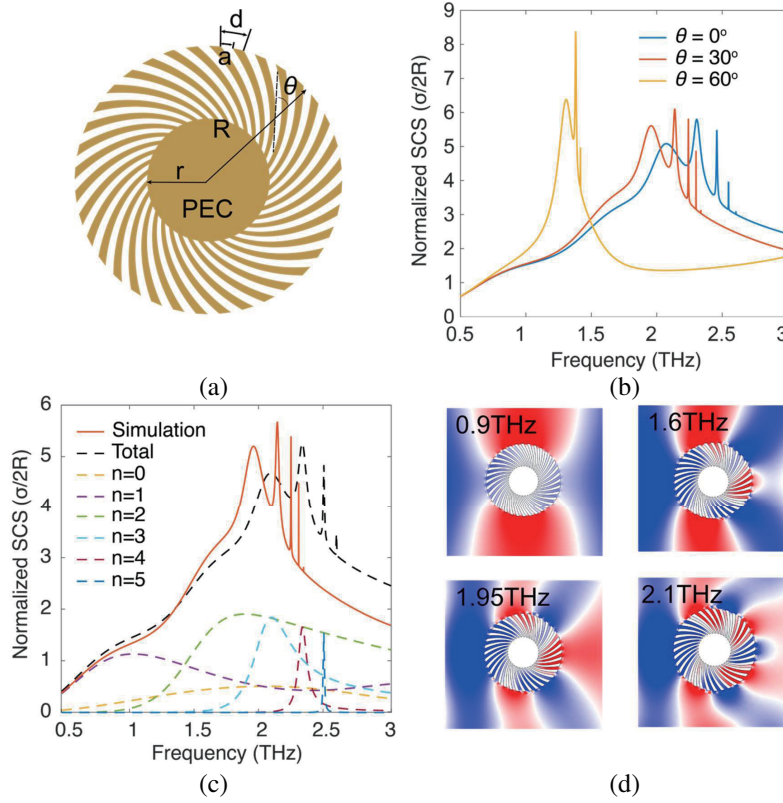 d
a
θ
R
r
PEC
(a)
9
8
7
6
5
4
3
2
1
0
Normalized SCS (σ/2R)
θ = 0°
θ = 30°
θ = 60°
0.5 1 1.5 2 2.5 3
Frequency (THz)
(b)
6
5
4
3
2
1
0
Normalized SCS (σ/2R)
Simulation
Total
n=0
n=1
n=2
n=3
n=4
n=5
0.5 1 1.5 2 2.5 3
Frequency (THz)
(c)
0.9THz
1.6THz
1.95THz
2.1THz
(d)